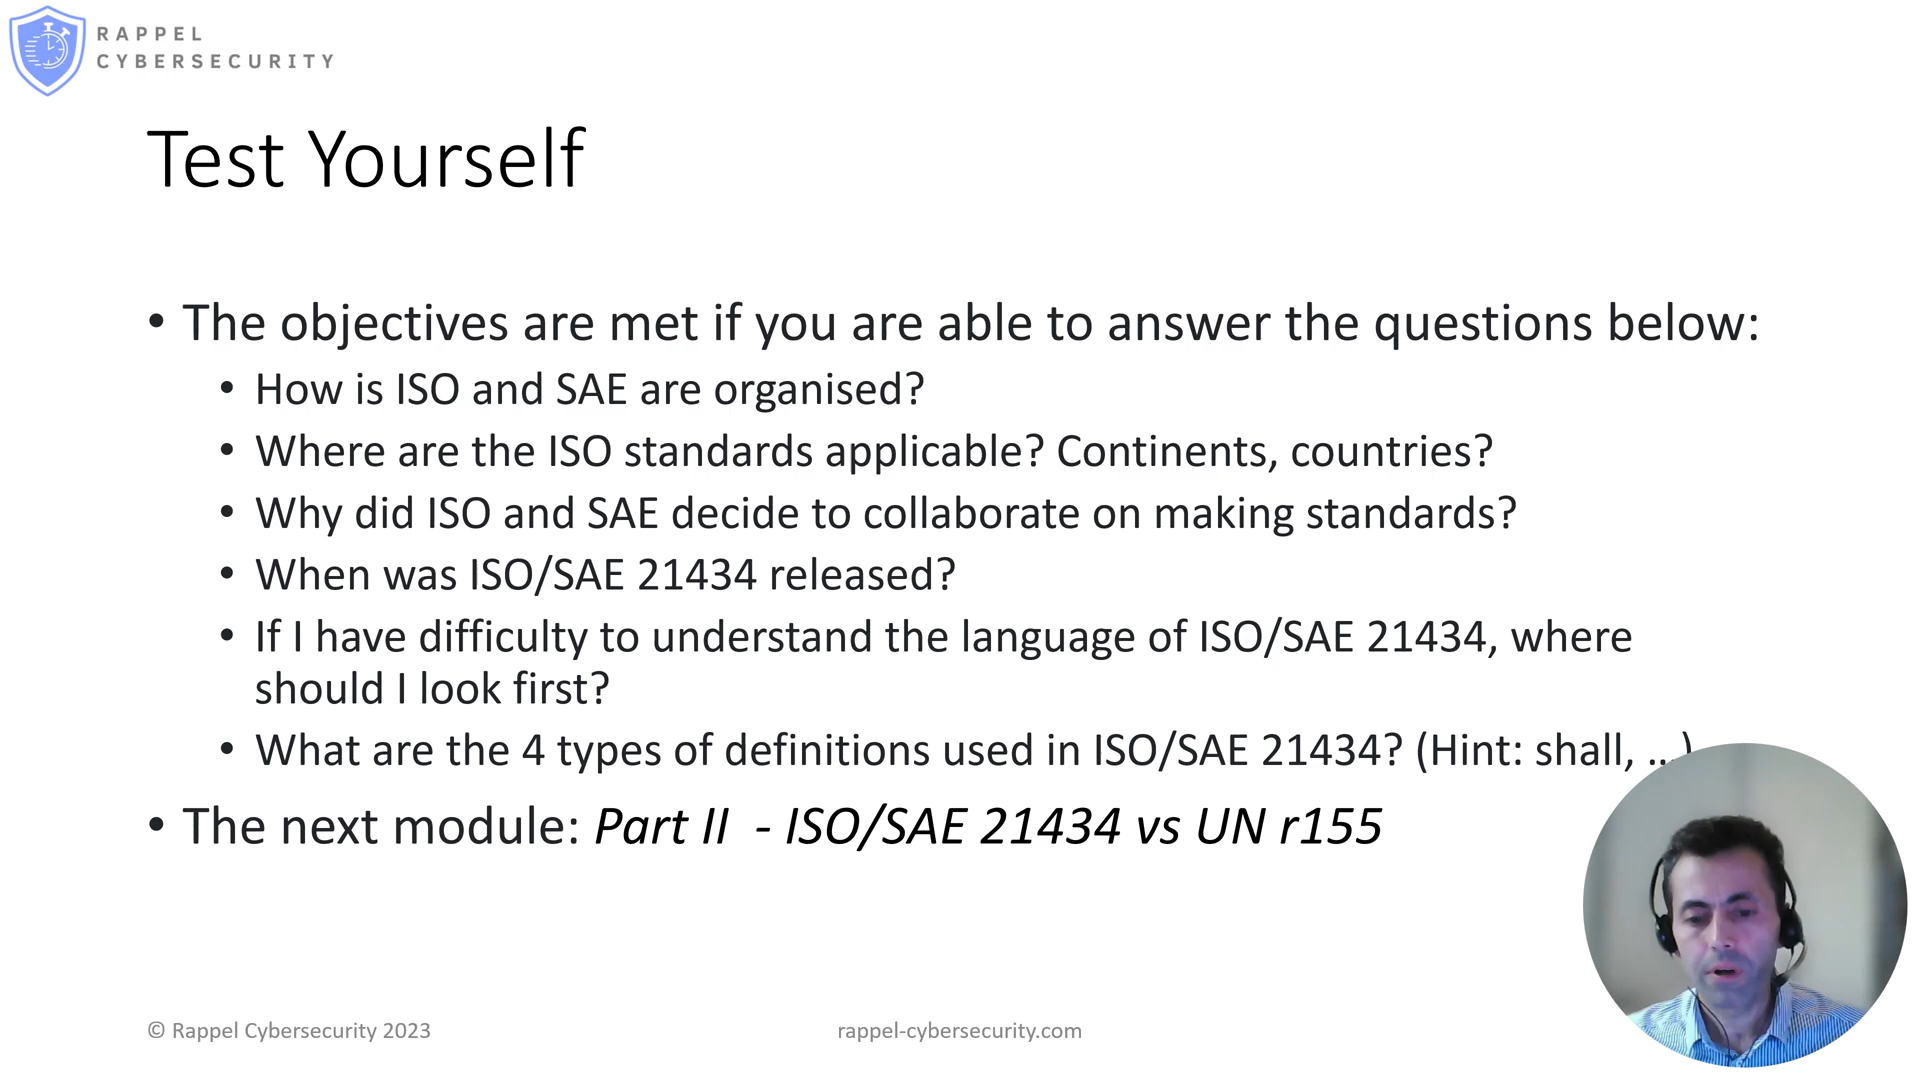 RAPPEL
CYBERSECURITY
Test Yourself
• The objectives are met if you are able to answer the questions below:
• How is ISO and SAE are organised?
• Where are the ISO standards applicable? Continents, countries?
• Why did ISO and SAE decide to collaborate on making standards?
• When was ISO/SAE 21434 released?
• If I have difficulty to understand the language of ISO/SAE 21434, where
should I look first?
• What are the 4 types of definitions used in ISO/SAE 21434? (Hint: shall, ...)
• The next module: Part II - ISO/SAE 21434 vs UN r155
© Rappel Cybersecurity 2023
rappel-cybersecurity.com